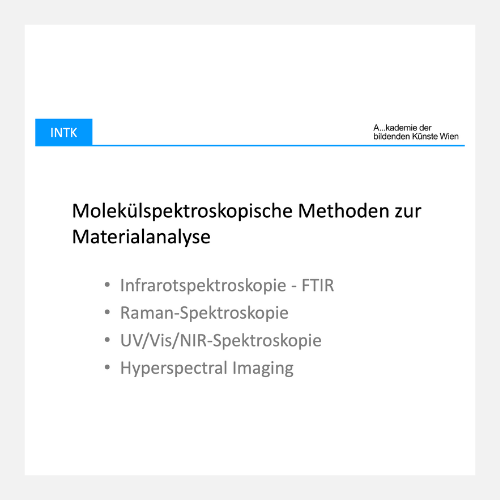 INTK
A...kademie der
bildenden Künste Wien
Molekülspektroskopische Methoden zur
Materialanalyse
• Infrarotspektroskopie - FTIR
• Raman-Spektroskopie
• UV/Vis/NIR-Spektroskopie
• Hyperspectral Imaging